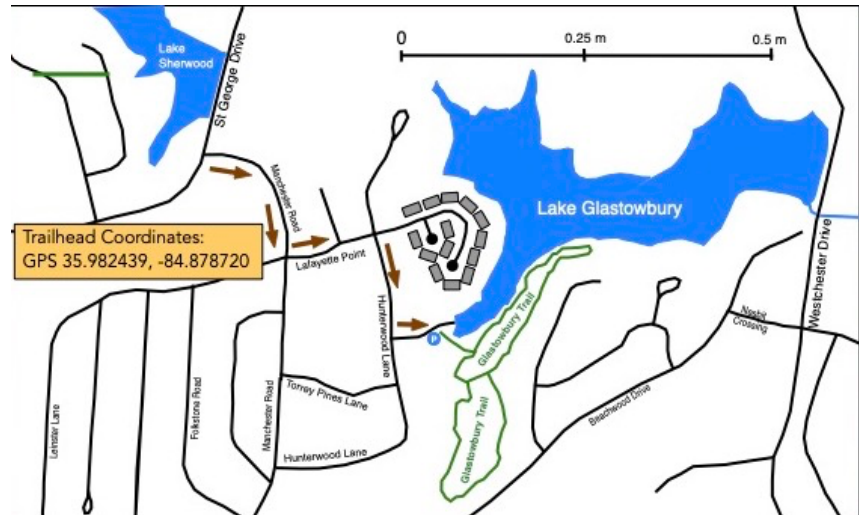 Lake
Sherwood
St George Drive
0
0.25 m
0.5 m
Manchester Road
Lake Glastowbury
Trailhead Coordinates:
GPS 35.982439, -84.878720
Lafayette Point
Westchester Drive
Hunterwood Lane
P
Glastowbury Trail
Nesbit
Crossing
Torrey Pines Lane
Leinster Lane
Folkstone Road
Manchester Road
Beachwood Drive
Glastowbury Trail
Hunterwood Lane